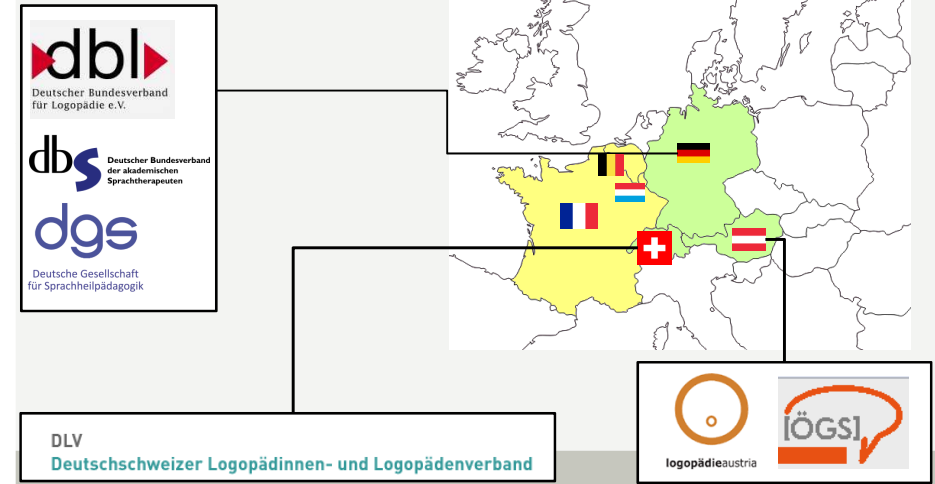 dbl
Deutscher Bundesverband
für Logopädie e.V.
dbs
Deutscher Bundesverband
der akademischen
Sprachtherapeuten
dgs
Deutsche Gesellschaft
für Sprachheilpädagogik
DLV
Deutschschweizer Logopädinnen- und Logopädenverband
logopädieaustria
[ÖGS]